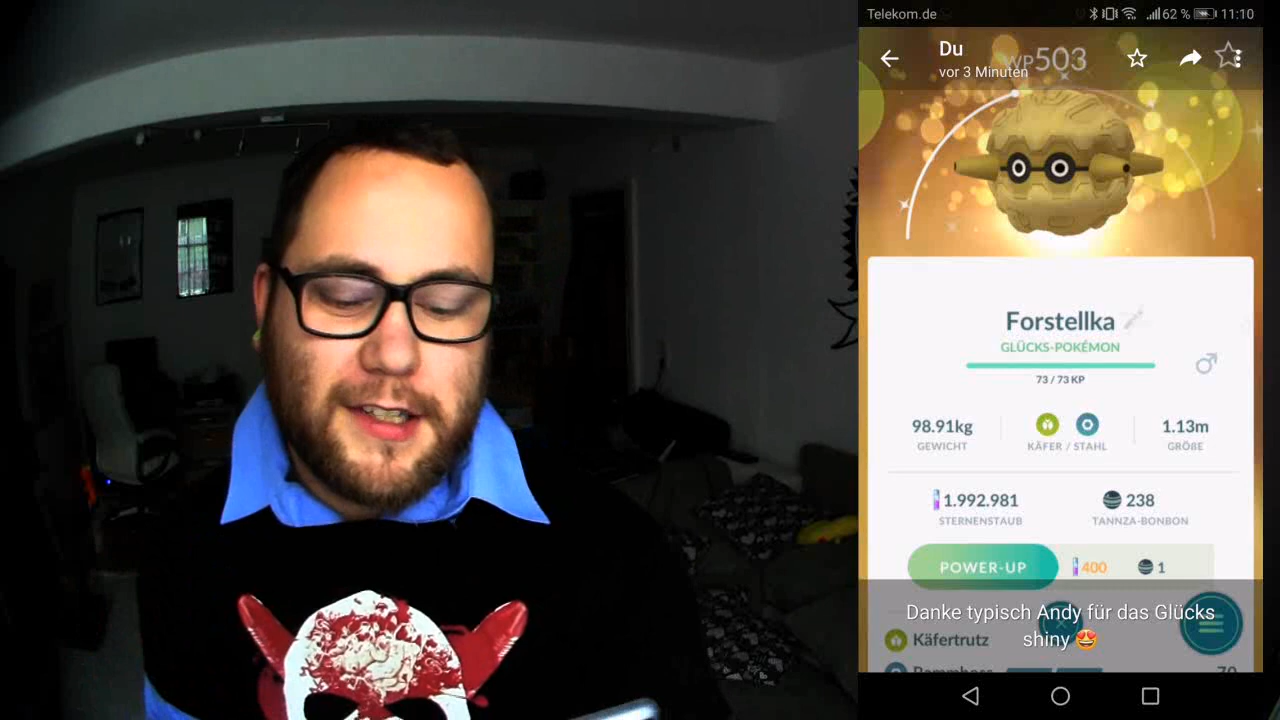 Telekom.de
62 %
11:10
Du
vor 3 Minuten
WP503
Forstellka
GLÜCKS-POKÉMON
73 / 73 KP
98.91kg
GEWICHT
KÄFER / STAHL
1.13m
GRÖßE
1.992.981
STERNENSTAUB
238
TANNZA-BONBON
POWER-UP
400
1
Danke typisch Andy für das Glücks
shiny 🤩
Käfertrutz
70